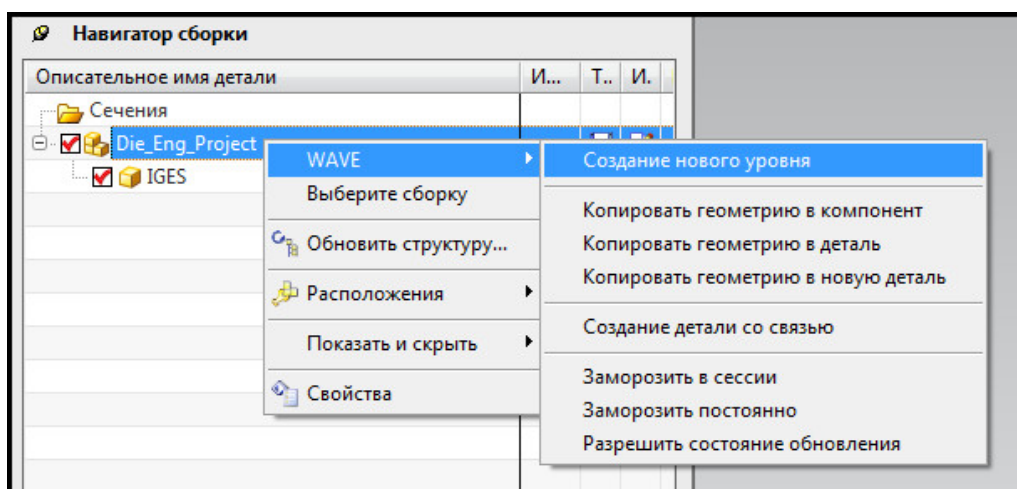 Навигатор сборки
Описательное имя детали И... Т.. И.
Сечения
Die_Eng_Project
IGES
WAVE
Выберите сборку
Обновить структуру...
Расположения
Показать и скрыть
Свойства
Создание нового уровня
Копировать геометрию в компонент
Копировать геометрию в деталь
Копировать геометрию в новую деталь
Создание детали со связью
Заморозить в сессии
Заморозить постоянно
Разрешить состояние обновления